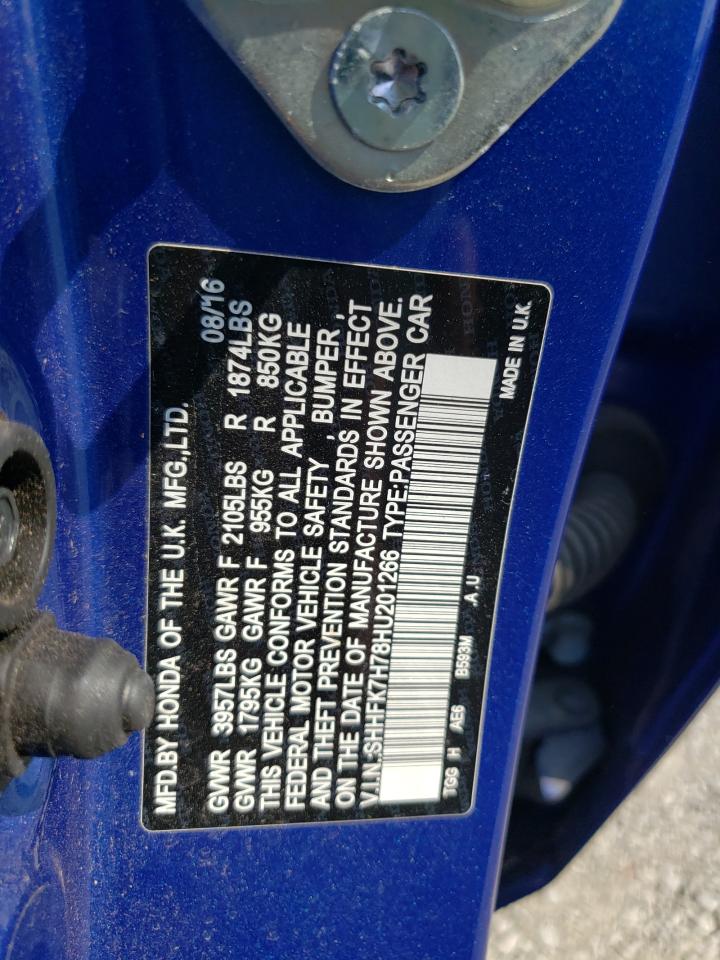 MFD.BY HONDA OF THE U.K. MFG.,LTD. 08/16
GVWR 3957LBS GAWR F 2105LBS R 1874LBS
GVWR 1795KG GAWR F 955KG R 850KG
THIS VEHICLE CONFORMS TO ALL APPLICABLE
FEDERAL MOTOR VEHICLE SAFETY , BUMPER ,
AND THEFT PREVENTION STANDARDS IN EFFECT
ON THE DATE OF MANUFACTURE SHOWN ABOVE.
V.I.N.:SHHFK7H78HU201266 TYPE:PASSENGER CAR
TGG H AE6 B593M .A U MADE IN U.K.